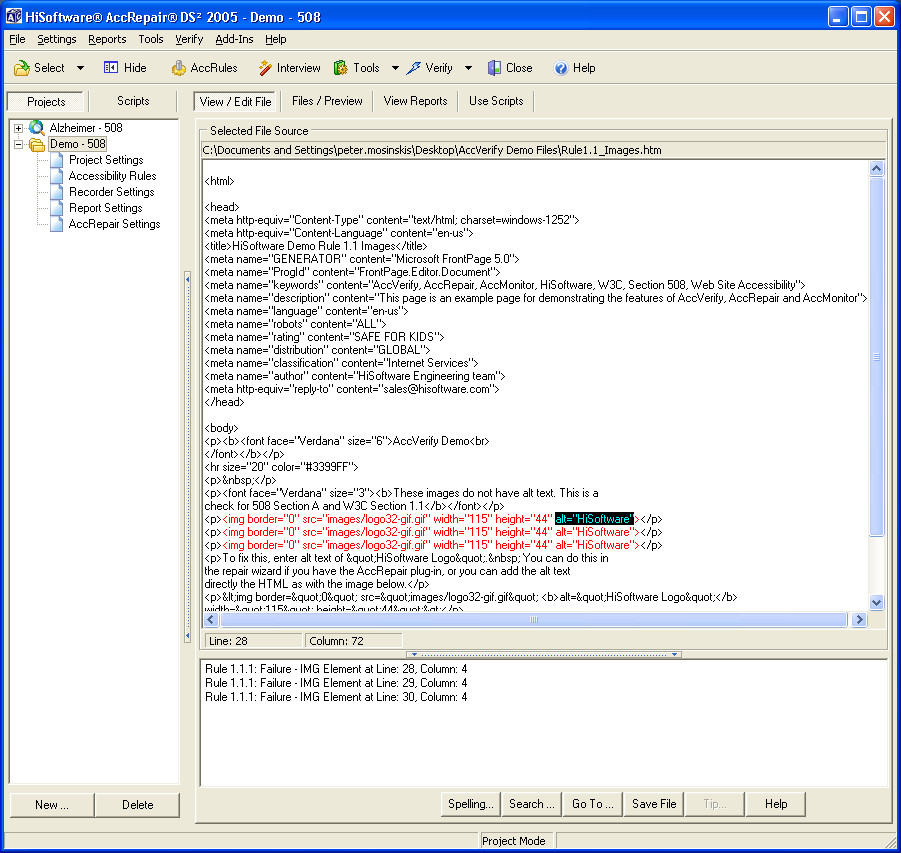 HiSoftware® AccRepair® DS² 2005 - Demo - 508
File Settings Reports Tools Verify Add-Ins Help
Select Hide AccRules Interview Tools Verify Close Help
Projects Scripts
View / Edit File Files / Preview View Reports Use Scripts
Alzheimer - 508
Demo - 508
Project Settings
Accessibility Rules
Recorder Settings
Report Settings
AccRepair Settings
Selected File Source
C:\Documents and Settings\peter.mosinskis\Desktop\AccVerify Demo Files\Rule1.1_Images.htm
<html>
<head>
<meta http-equiv="Content-Type" content="text/html; charset=windows-1252">
<meta http-equiv="Content-Language" content="en-us">
<title>HiSoftware Demo Rule 1.1 Images</title>
<meta name="GENERATOR" content="Microsoft FrontPage 5.0">
<meta name="ProgId" content="FrontPage.Editor.Document">
<meta name="keywords" content="AccVerify, AccRepair, AccMonitor, HiSoftware, W3C, Section 508, Web Site Accessibility">
<meta name="description" content="This page is an example page for demonstrating the features of AccVerify, AccRepair and AccMonitor">
<meta name="language" content="en-us">
<meta name="robots" content="ALL">
<meta name="rating" content="SAFE FOR KIDS">
<meta name="distribution" content="GLOBAL">
<meta name="classification" content="Internet Services">
<meta name="author" content="HiSoftware Engineering team">
<meta http-equiv="reply-to" content="sales@hisoftware.com">
</head>
<body>
<p><b><font face="Verdana" size="6">AccVerify Demo<br>
</font></b></p>
<hr size="20" color="#3399FF">
<p>&nbsp;</p>
<p><font face="Verdana" size="3"><b>These images do not have alt text. This is a
check for 508 Section A and W3C Section 1.1</b></font></p>
<p><img border="0" src="images/logo32-gif.gif" width="115" height="44" alt="HiSoftware"></p>
<p><img border="0" src="images/logo32-gif.gif" width="115" height="44" alt="HiSoftware"></p>
<p><img border="0" src="images/logo32-gif.gif" width="115" height="44" alt="HiSoftware"></p>
<p>To fix this, enter alt text of &quot;HiSoftware Logo&quot;.&nbsp; You can do this in
the repair wizard if you have the AccRepair plug-in, or you can add the alt text
directly the HTML as with the image below.</p>
<p>&lt;img border=&quot;0&quot; src=&quot;images/logo32-gif.gif&quot; <b>alt=&quot;HiSoftware Logo&quot;</b>
width=&quot;115&quot; height=&quot;44&quot;&gt;</p>
Line: 28 Column: 72
Rule 1.1.1: Failure - IMG Element at Line: 28, Column: 4
Rule 1.1.1: Failure - IMG Element at Line: 29, Column: 4
Rule 1.1.1: Failure - IMG Element at Line: 30, Column: 4
New ... Delete
Spelling... Search ... Go To ... Save File Tip... Help
Project Mode